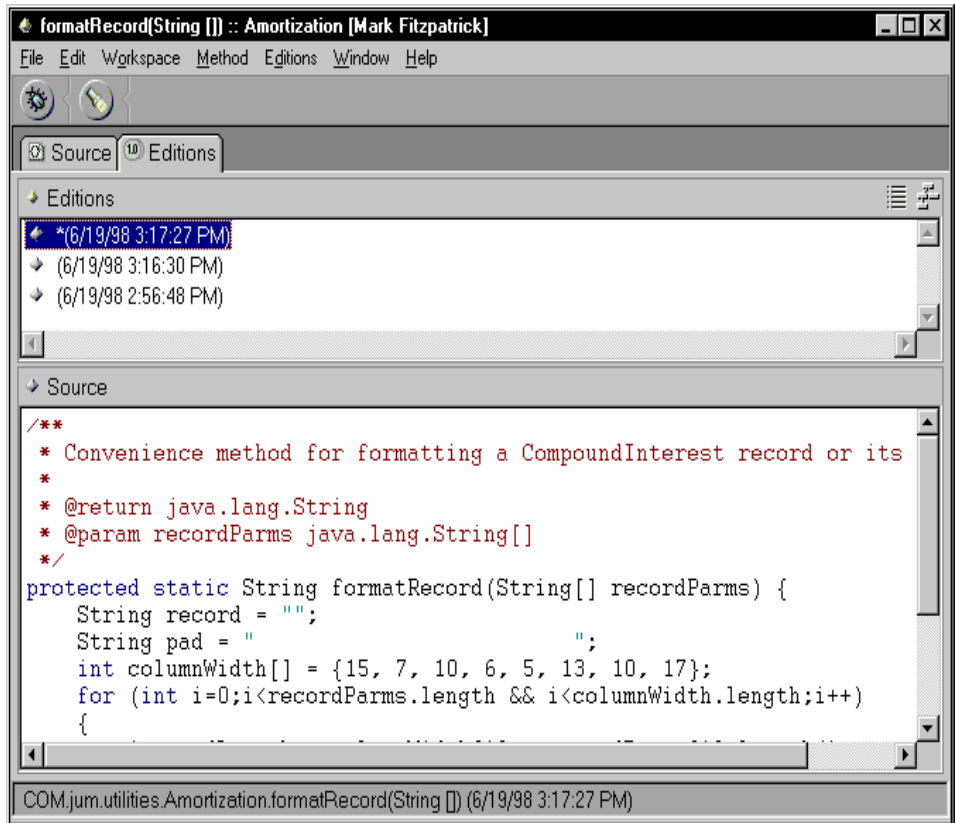 formatRecord(String []) :: Amortization [Mark Fitzpatrick]
File Edit Workspace Method Editions Window Help
Source 1.0 Editions
Editions
*(6/19/98 3:17:27 PM)
(6/19/98 3:16:30 PM)
(6/19/98 2:56:48 PM)
Source
/**
 * Convenience method for formatting a CompoundInterest record or its
 *
 * @return java.lang.String
 * @param recordParms java.lang.String[]
 */
protected static String formatRecord(String[] recordParms) {
    String record = "";
    String pad = "                          ";
    int columnWidth[] = {15, 7, 10, 6, 5, 13, 10, 17};
    for (int i=0;i<recordParms.length && i<columnWidth.length;i++)
    {
COM.jum.utilities.Amortization.formatRecord(String []) (6/19/98 3:17:27 PM)